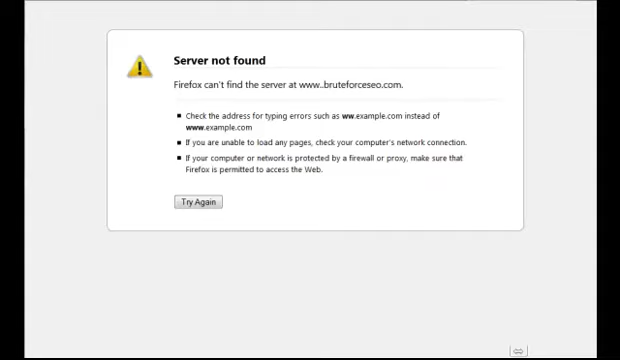 Server not found
Firefox can't find the server at www..bruteforceseo.com.
Check the address for typing errors such as ww.example.com instead of
www.example.com
If you are unable to load any pages, check your computer's network connection.
If your computer or network is protected by a firewall or proxy, make sure that
Firefox is permitted to access the Web.
Try Again